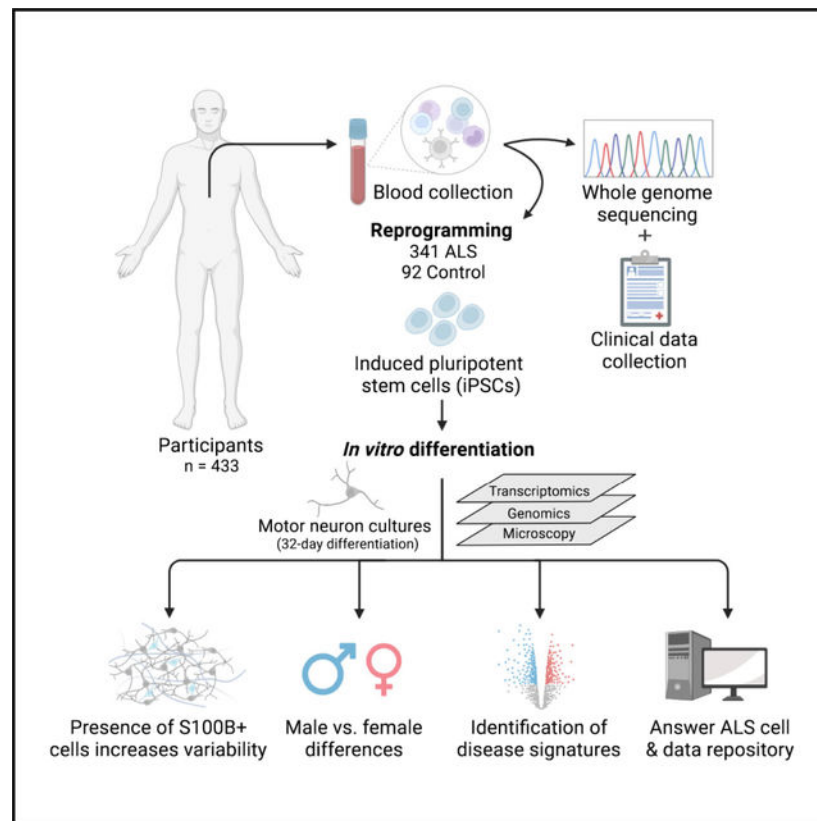 Blood collection
Whole genome
sequencing
+
Clinical data
collection
Reprogramming
341 ALS
92 Control
Induced pluripotent
stem cells (iPSCs)
Participants
n = 433
In vitro differentiation
Motor neuron cultures
(32-day differentiation)
Transcriptomics
Genomics
Microscopy
Presence of S100B+
cells increases variability
Male vs. female
differences
Identification of
disease signatures
Answer ALS cell
& data repository